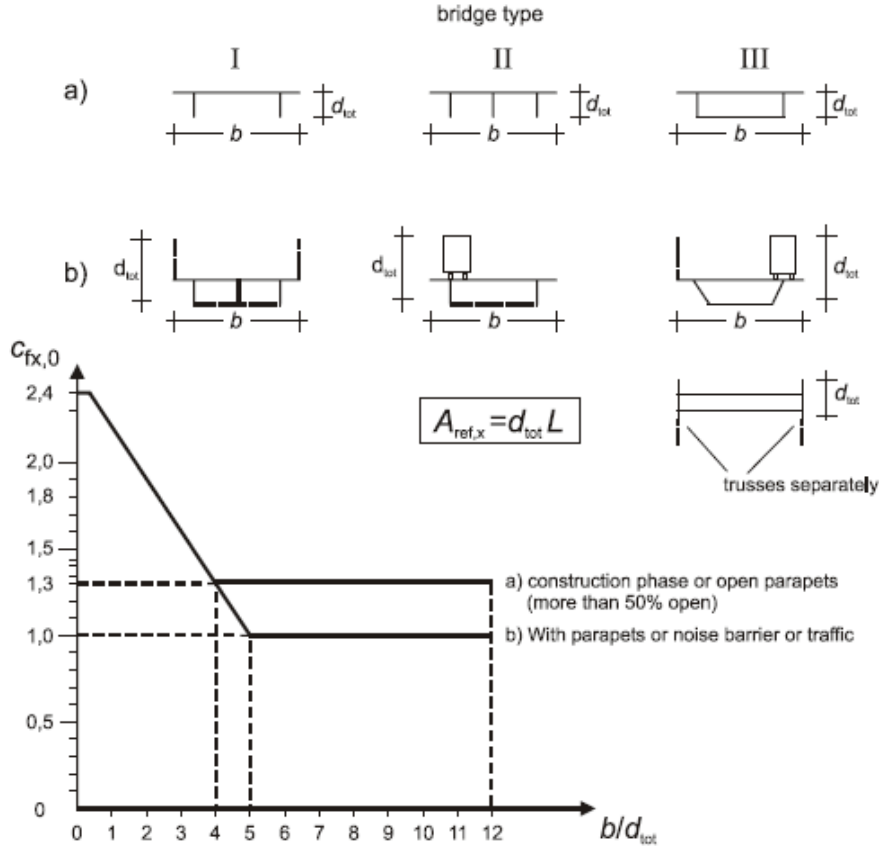 bridge type
I II III
a) d_tot d_tot d_tot
b b b
b) d_tot d_tot d_tot
b b b
c_fx,0
2,4
d_tot
A_ref,x = d_tot L
2,0
trusses separately
1,8
1,5
1,3
a) construction phase or open parapets
(more than 50% open)
1,0
b) With parapets or noise barrier or traffic
0,5
0
0 1 2 3 4 5 6 7 8 9 10 11 12 b/d_tot